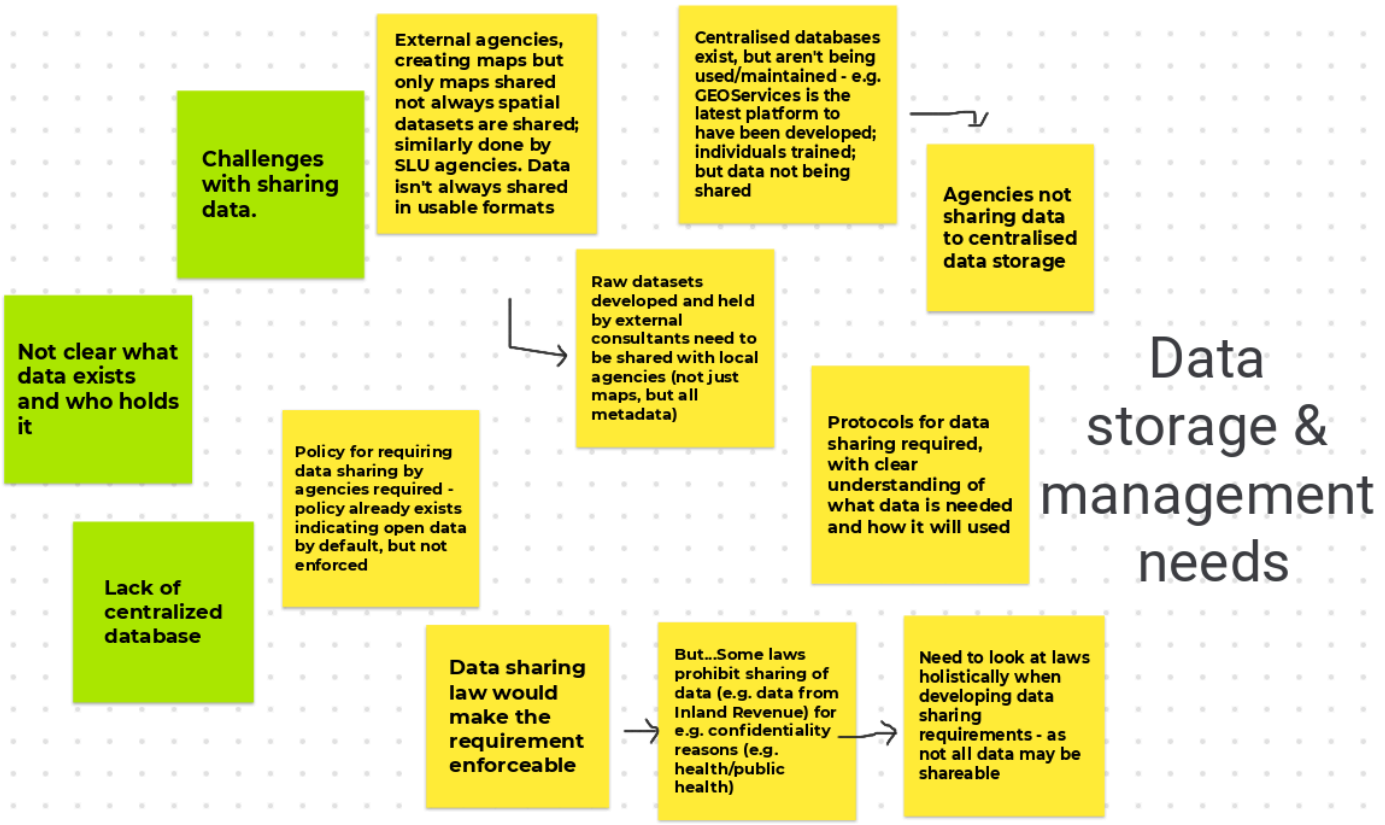 External agencies,
creating maps but
only maps shared
not always spatial
datasets are shared;
similarly done by
SLU agencies. Data
isn't always shared
in usable formats
Centralised databases
exist, but aren't being
used/maintained - e.g.
GEOServices is the
latest platform to
have been developed;
individuals trained;
but data not being
shared
Challenges
with sharing
data.
Agencies not
sharing data
to centralised
data storage
Raw datasets
developed and held
by external
consultants need to
be shared with local
agencies (not just
maps, but all
metadata)
Not clear what
data exists
and who holds
it
Data
storage &
management
needs
Policy for requiring
data sharing by
agencies required -
policy already exists
indicating open data
by default, but not
enforced
Protocols for data
sharing required,
with clear
understanding of
what data is needed
and how it will used
Lack of
centralized
database
Data sharing
law would
make the
requirement
enforceable
But...Some laws
prohibit sharing of
data (e.g. data from
Inland Revenue) for
e.g. confidentiality
reasons (e.g.
health/public
health)
Need to look at laws
holistically when
developing data
sharing
requirements - as
not all data may be
shareable